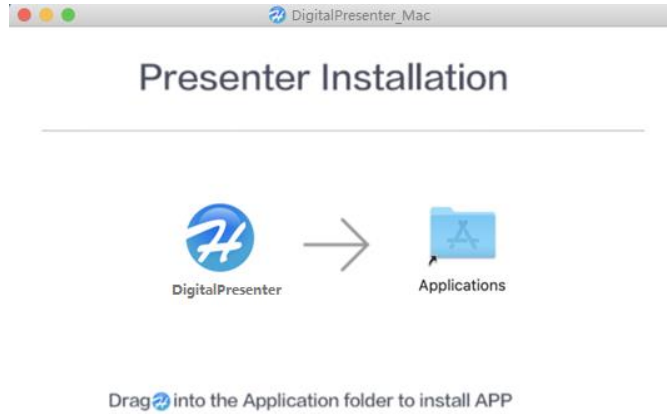 DigitalPresenter_Mac
Presenter Installation
DigitalPresenter
Applications
Drag into the Application folder to install APP